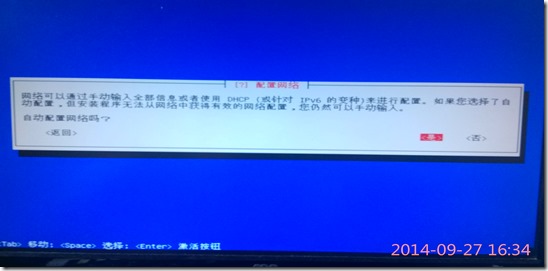 [?] 配置网络
网络可以通过手动输入全部信息或者使用 DHCP (或针对 IPv6 的变种)来进行配置。如果您选择了自
动配置,但安装程序无法从网络中获得有效的网络配置,您仍然可以手动输入。
自动配置网络吗?
<返回> <是> <否>
<Tab> 移动; <Space> 选择; <Enter> 激活按钮
2014-09-27 16:34